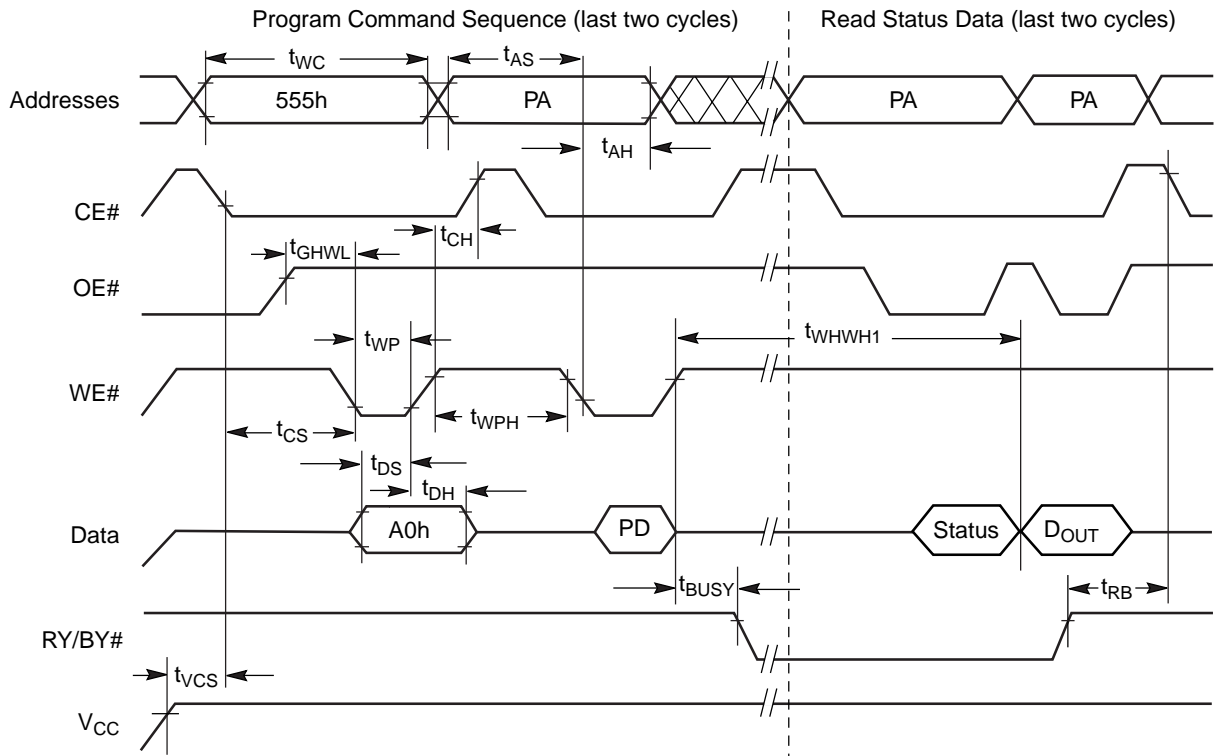 Program Command Sequence (last two cycles)
Read Status Data (last two cycles)
tWC
tAS
Addresses
555h
PA
PA
PA
tAH
CE#
tCH
tGHWL
OE#
tWP
tWHWH1
WE#
tWPH
tCS
tDS
tDH
Data
A0h
PD
Status
DOUT
tBUSY
tRB
RY/BY#
tVCS
VCC